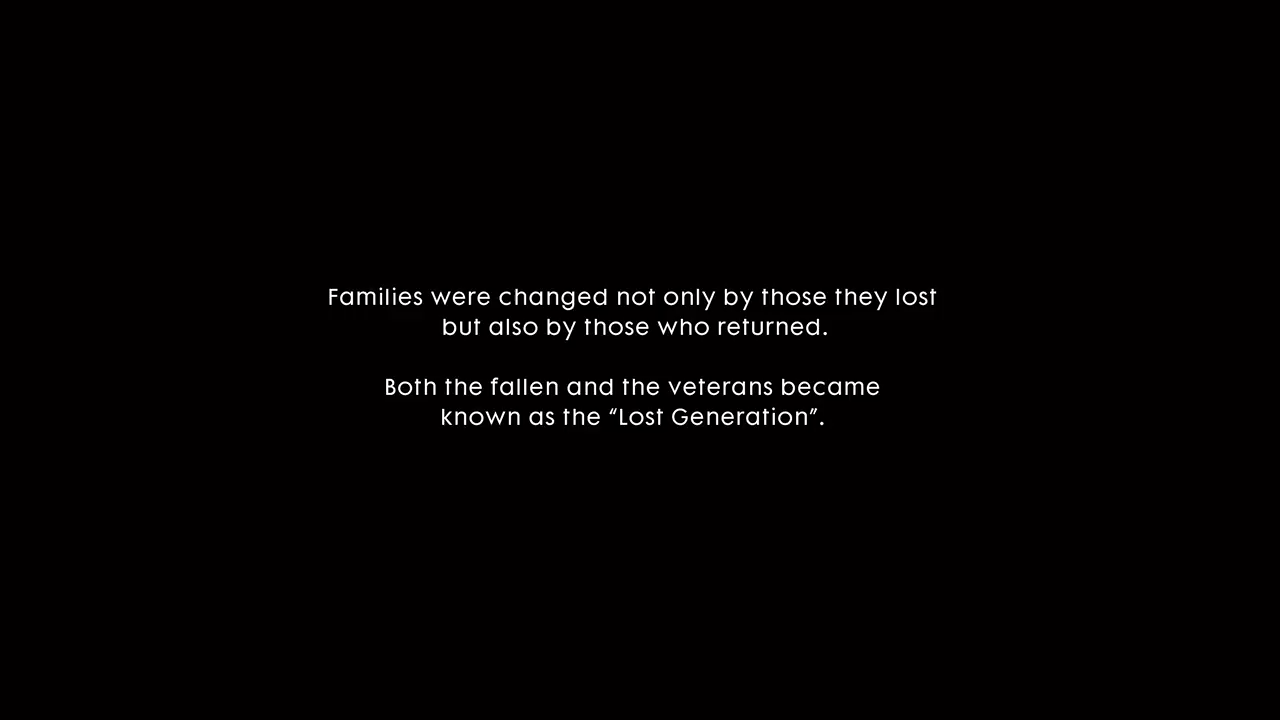 Families were changed not only by those they lost
but also by those who returned.
Both the fallen and the veterans became
known as the “Lost Generation”.